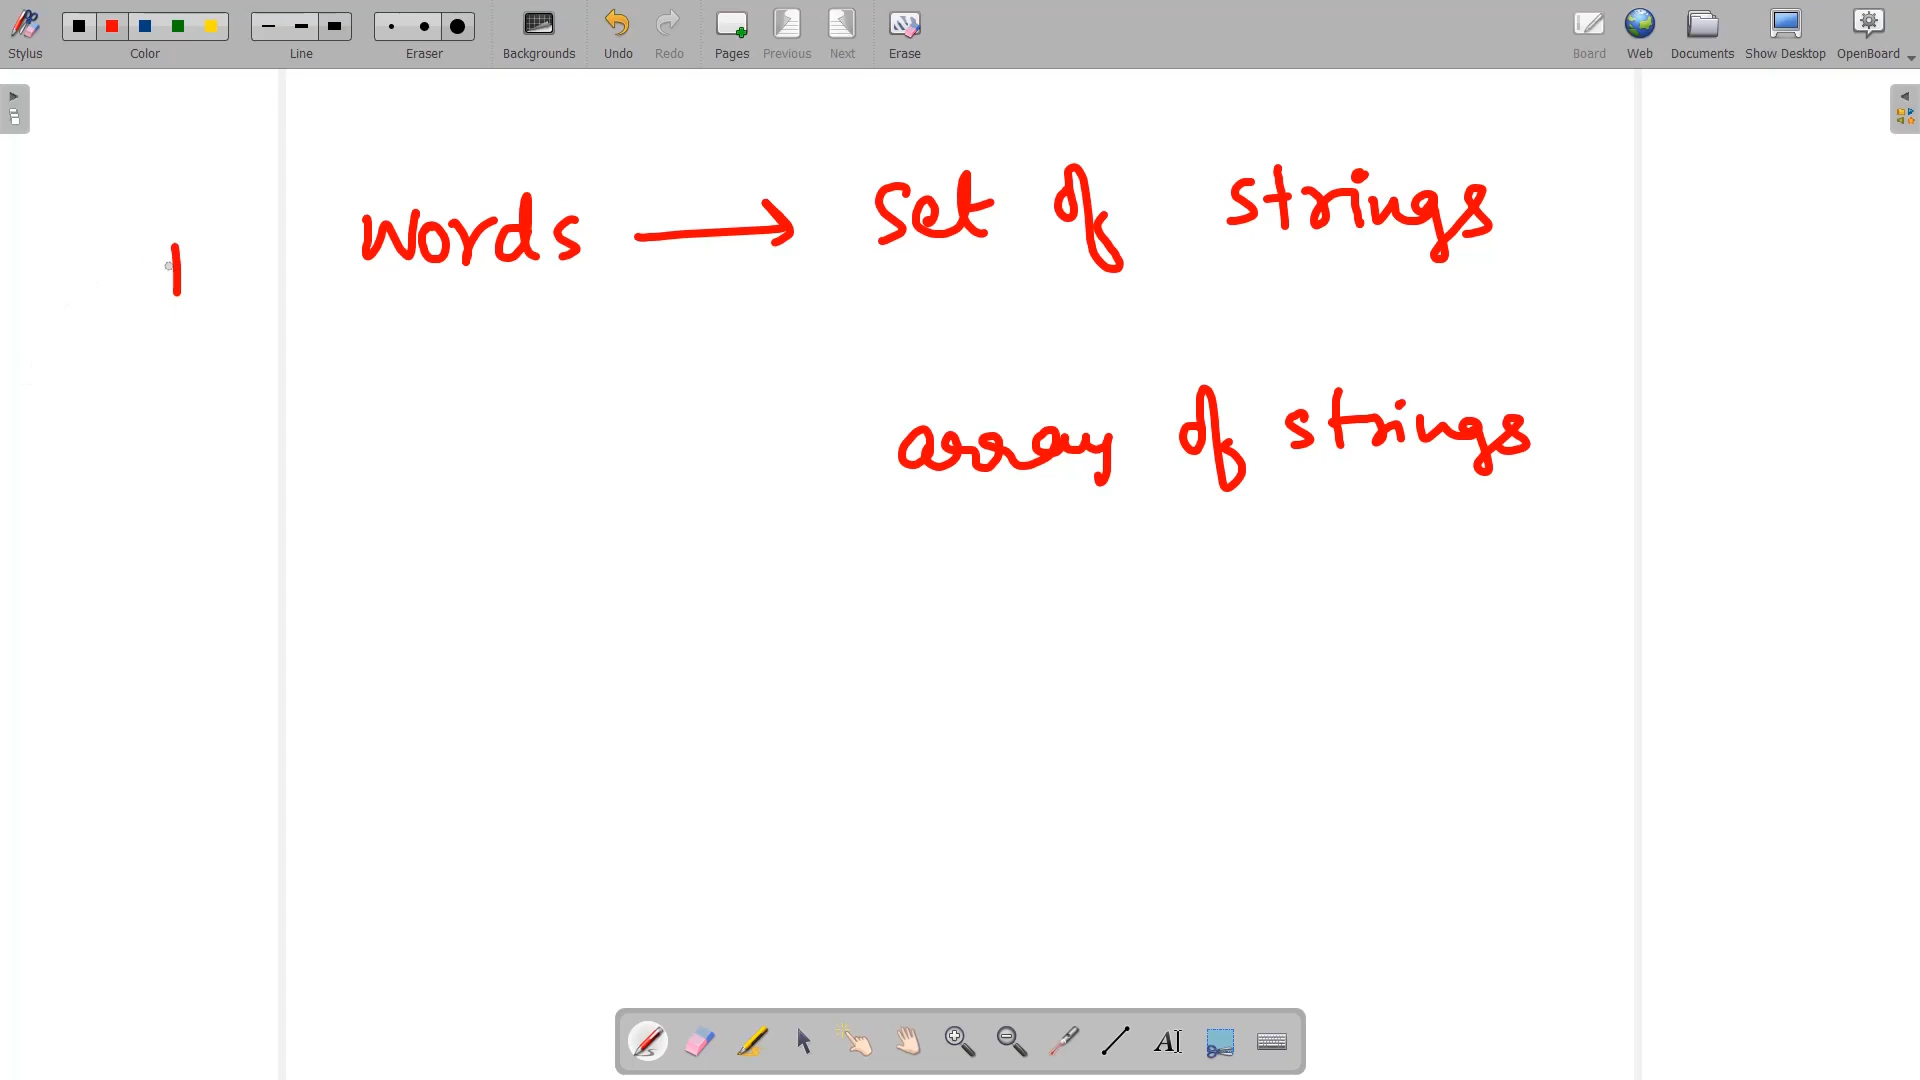 Stylus Color Line Eraser Backgrounds Undo Redo Pages Previous Next Erase Board Web Documents Show Desktop OpenBoard
words → set of strings
1
array of strings